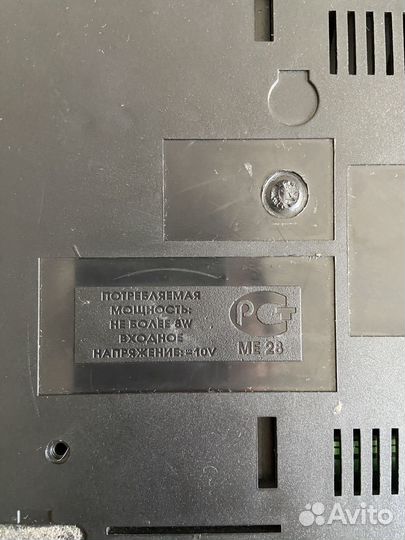 ПОТРЕБЛЯЕМАЯ
МОЩНОСТЬ:
НЕ БОЛЕЕ 8W
ВХОДНОЕ
НАПРЯЖЕНИЕ: =10V
РСТ
МЕ 28
Avito